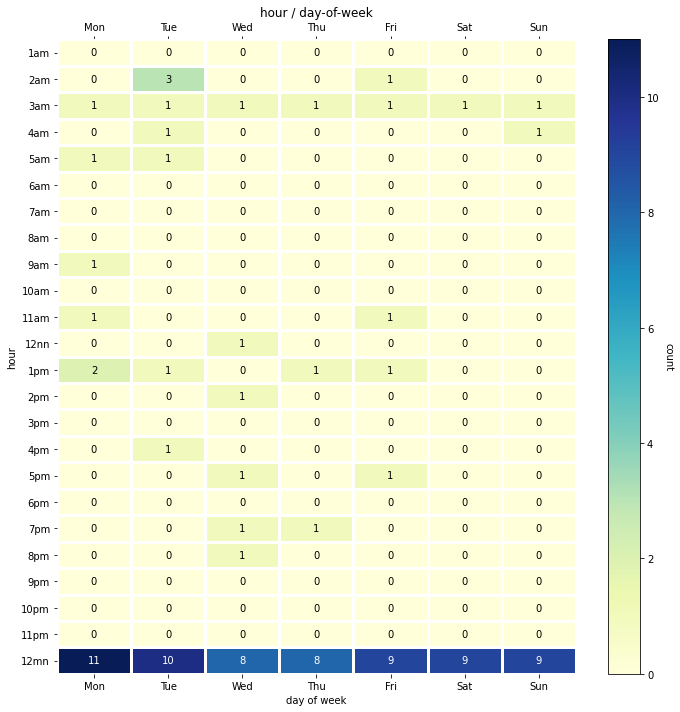 hour / day-of-week
Mon Tue Wed Thu Fri Sat Sun
1am 0 0 0 0 0 0 0
2am 0 3 0 0 1 0 0
3am 1 1 1 1 1 1 1
4am 0 1 0 0 0 0 1
5am 1 1 0 0 0 0 0
6am 0 0 0 0 0 0 0
7am 0 0 0 0 0 0 0
8am 0 0 0 0 0 0 0
9am 1 0 0 0 0 0 0
10am 0 0 0 0 0 0 0
11am 1 0 0 0 1 0 0
12nn 0 0 1 0 0 0 0
1pm 2 1 0 1 1 0 0
2pm 0 0 1 0 0 0 0
3pm 0 0 0 0 0 0 0
4pm 0 1 0 0 0 0 0
5pm 0 0 1 0 1 0 0
6pm 0 0 0 0 0 0 0
7pm 0 0 1 1 0 0 0
8pm 0 0 1 0 0 0 0
9pm 0 0 0 0 0 0 0
10pm 0 0 0 0 0 0 0
11pm 0 0 0 0 0 0 0
12mn 11 10 8 8 9 9 9
Mon Tue Wed Thu Fri Sat Sun
day of week
hour
10
8
6
4
2
0
count